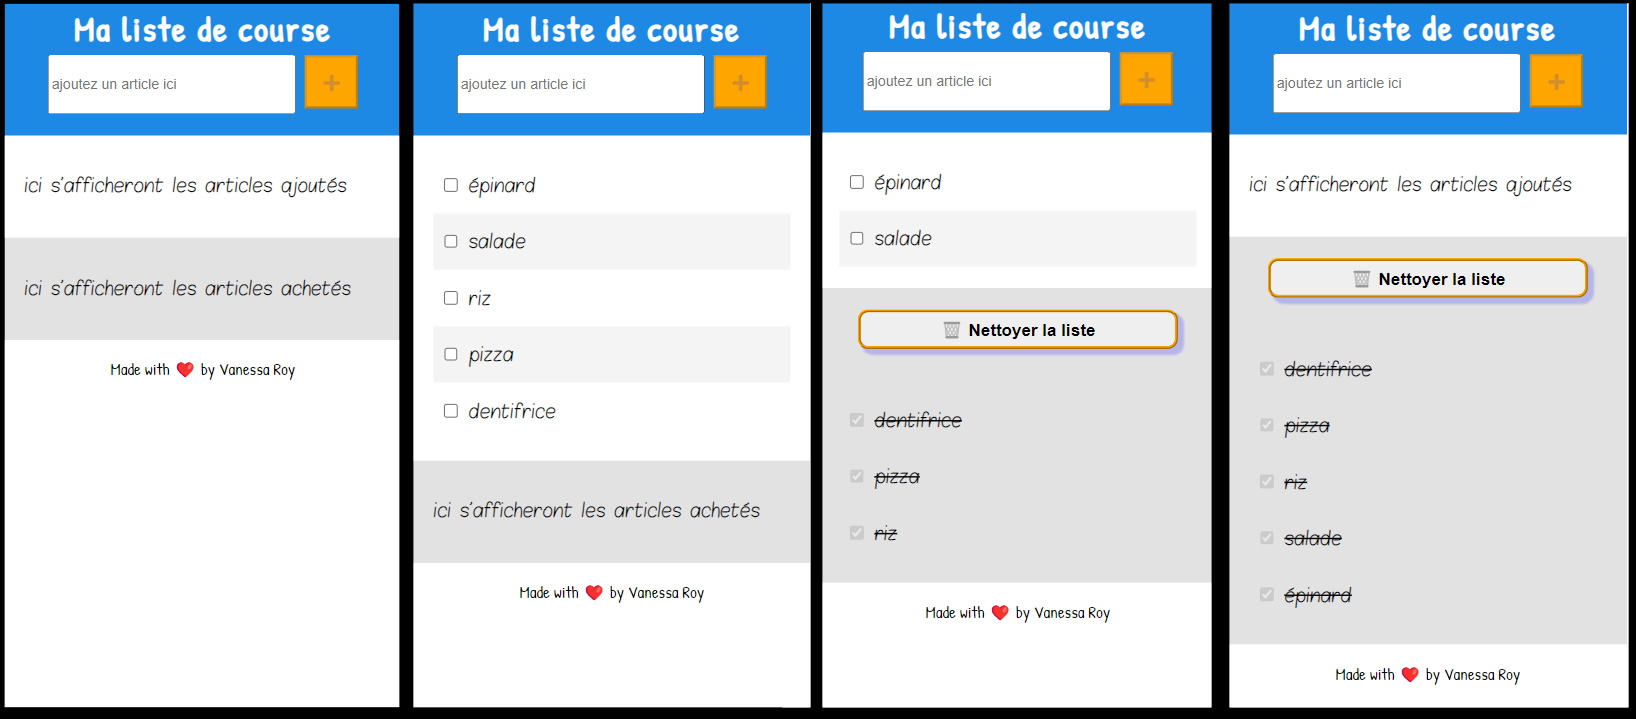 Ma liste de course
ajoutez un article ici
+
ici s'afficheront les articles ajoutés
ici s'afficheront les articles achetés
Made with ❤️ by Vanessa Roy
Ma liste de course
ajoutez un article ici
+
épinard
salade
riz
pizza
dentifrice
ici s'afficheront les articles achetés
Made with ❤️ by Vanessa Roy
Ma liste de course
ajoutez un article ici
+
épinard
salade
🗑️ Nettoyer la liste
dentifrice
pizza
riz
Made with ❤️ by Vanessa Roy
Ma liste de course
ajoutez un article ici
+
ici s'afficheront les articles ajoutés
🗑️ Nettoyer la liste
dentifrice
pizza
riz
salade
épinard
Made with ❤️ by Vanessa Roy